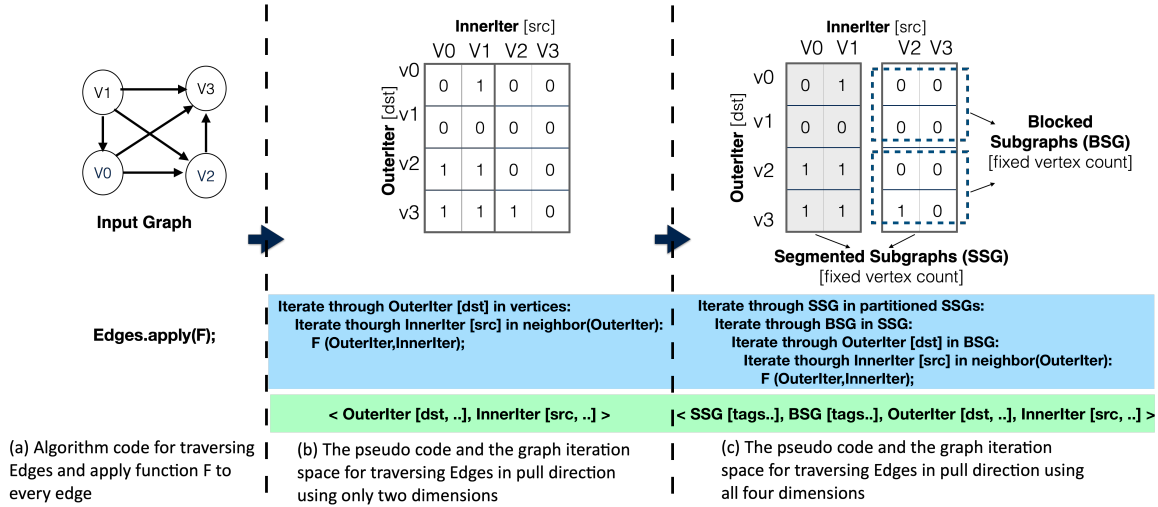 V1
V3
V0
V2
Input Graph
Edges.apply(F);
(a) Algorithm code for traversing
Edges and apply function F to
every edge
InnerIter [src]
V0 V1 V2 V3
OuterIter [dst]
v0 0 1 0 0
v1 0 0 0 0
v2 1 1 0 0
v3 1 1 1 0
Iterate through OuterIter [dst] in vertices:
Iterate thourgh InnerIter [src] in neighbor(OuterIter):
F (OuterIter,InnerIter);
< OuterIter [dst, ..], InnerIter [src, ..] >
(b) The pseudo code and the graph iteration
space for traversing Edges in pull direction
using only two dimensions
InnerIter [src]
V0 V1 V2 V3
OuterIter [dst]
v0 0 1 0 0
v1 0 0 0 0
v2 1 1 0 0
v3 1 1 1 0
Blocked
Subgraphs (BSG)
[fixed vertex count]
Segmented Subgraphs (SSG)
[fixed vertex count]
Iterate through SSG in partitioned SSGs:
Iterate through BSG in SSG:
Iterate through OuterIter [dst] in BSG:
Iterate thourgh InnerIter [src] in neighbor(OuterIter):
F (OuterIter,InnerIter);
< SSG [tags..], BSG [tags..], OuterIter [dst, ..], InnerIter [src, ..] >
(c) The pseudo code and the graph iteration
space for traversing Edges in pull direction using
all four dimensions